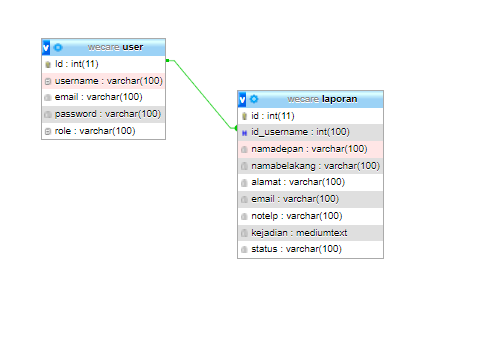 v wecare user
Id : int(11)
username : varchar(100)
email : varchar(100)
password : varchar(100)
role : varchar(100)
v wecare laporan
id : int(11)
id_username : int(100)
namadepan : varchar(100)
namabelakang : varchar(100)
alamat : varchar(100)
email : varchar(100)
notelp : varchar(100)
kejadian : mediumtext
status : varchar(100)